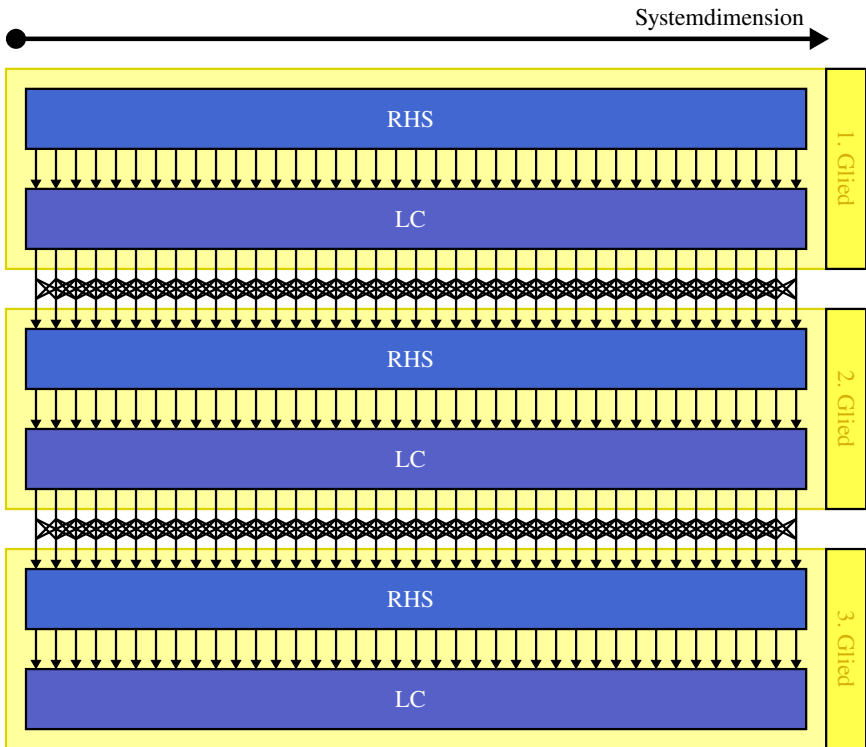 Systemdimension
RHS
1. Glied
LC
RHS
2. Glied
LC
RHS
3. Glied
LC